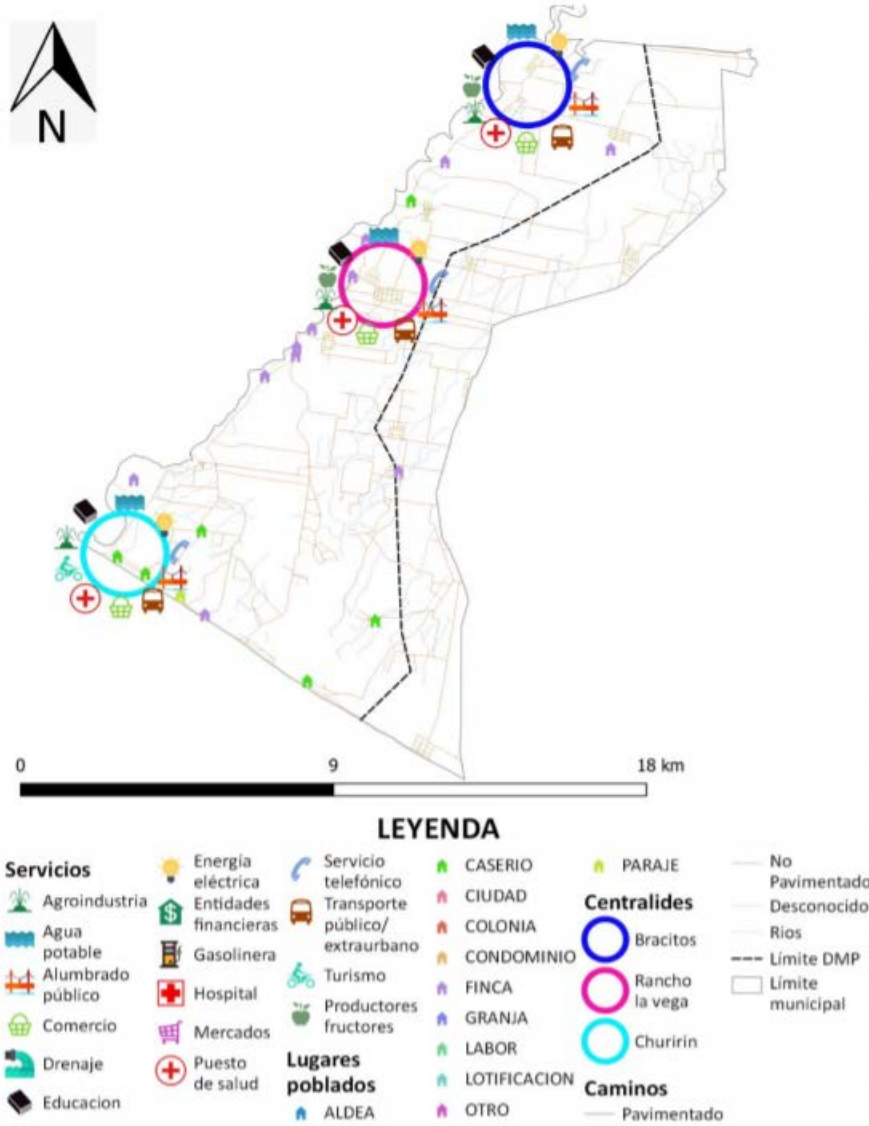 N
0 9 18 km
LEYENDA
Servicios
Agroindustria
Agua
potable
Alumbrado
público
Comercio
Drenaje
Educacion
Energía
eléctrica
Entidades
financieras
Gasolinera
Hospital
Mercados
Puesto
de salud
Servicio
telefónico
Transporte
público/
extraurbano
Turismo
Productores
fructores
Lugares
poblados
ALDEA
CASERIO
CIUDAD
COLONIA
CONDOMINIO
FINCA
GRANJA
LABOR
LOTIFICACION
OTRO
PARAJE
Centralides
Bracitos
Rancho
la vega
Churirin
Caminos
Pavimentado
No
Pavimentado
Desconocido
Rios
Límite DMP
Límite
municipal